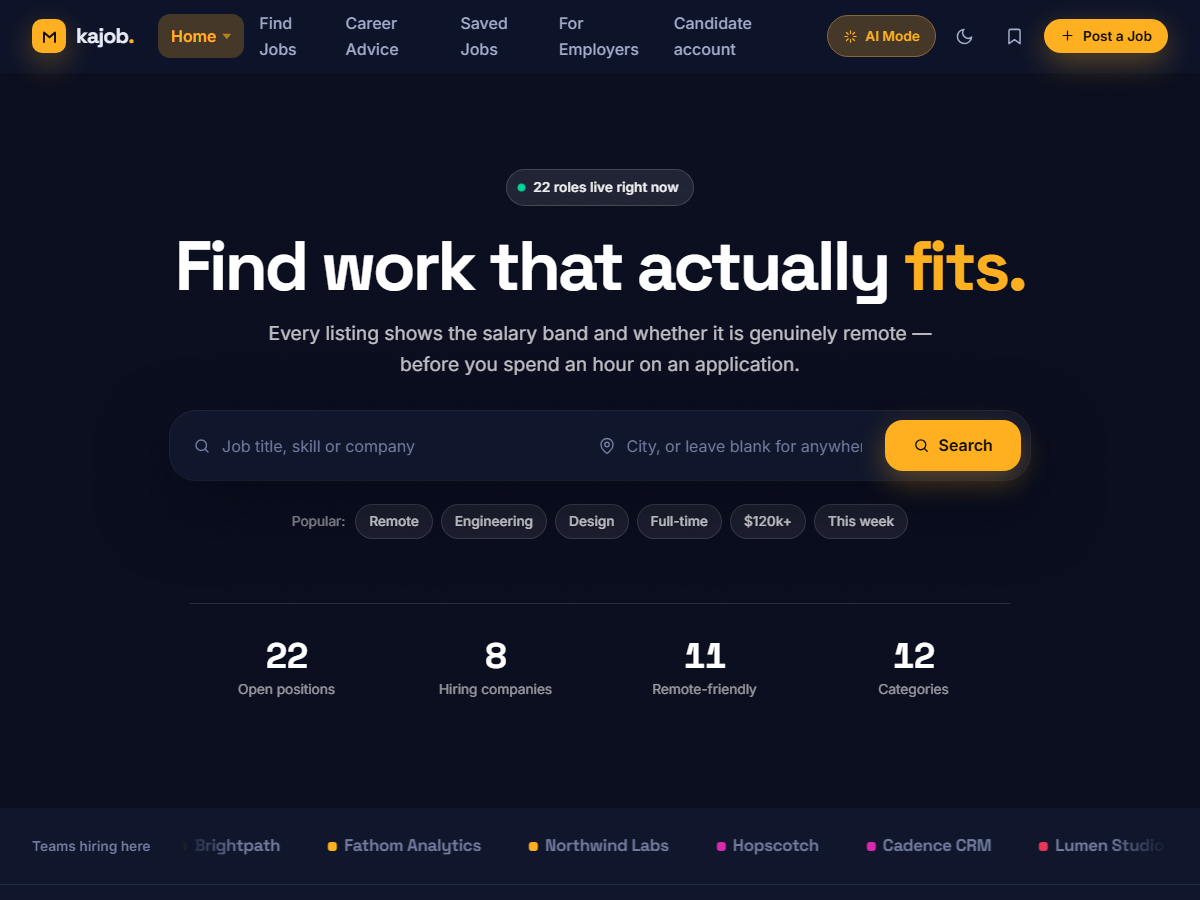 kajob.
Home
Find Jobs
Career Advice
Saved Jobs
For Employers
Candidate account
AI Mode
Post a Job
22 roles live right now
Find work that actually fits.
Every listing shows the salary band and whether it is genuinely remote —
before you spend an hour on an application.
Job title, skill or company
City, or leave blank for anywher
Search
Popular:
Remote
Engineering
Design
Full-time
$120k+
This week
22
Open positions
8
Hiring companies
11
Remote-friendly
12
Categories
Teams hiring here
Brightpath
Fathom Analytics
Northwind Labs
Hopscotch
Cadence CRM
Lumen Studio